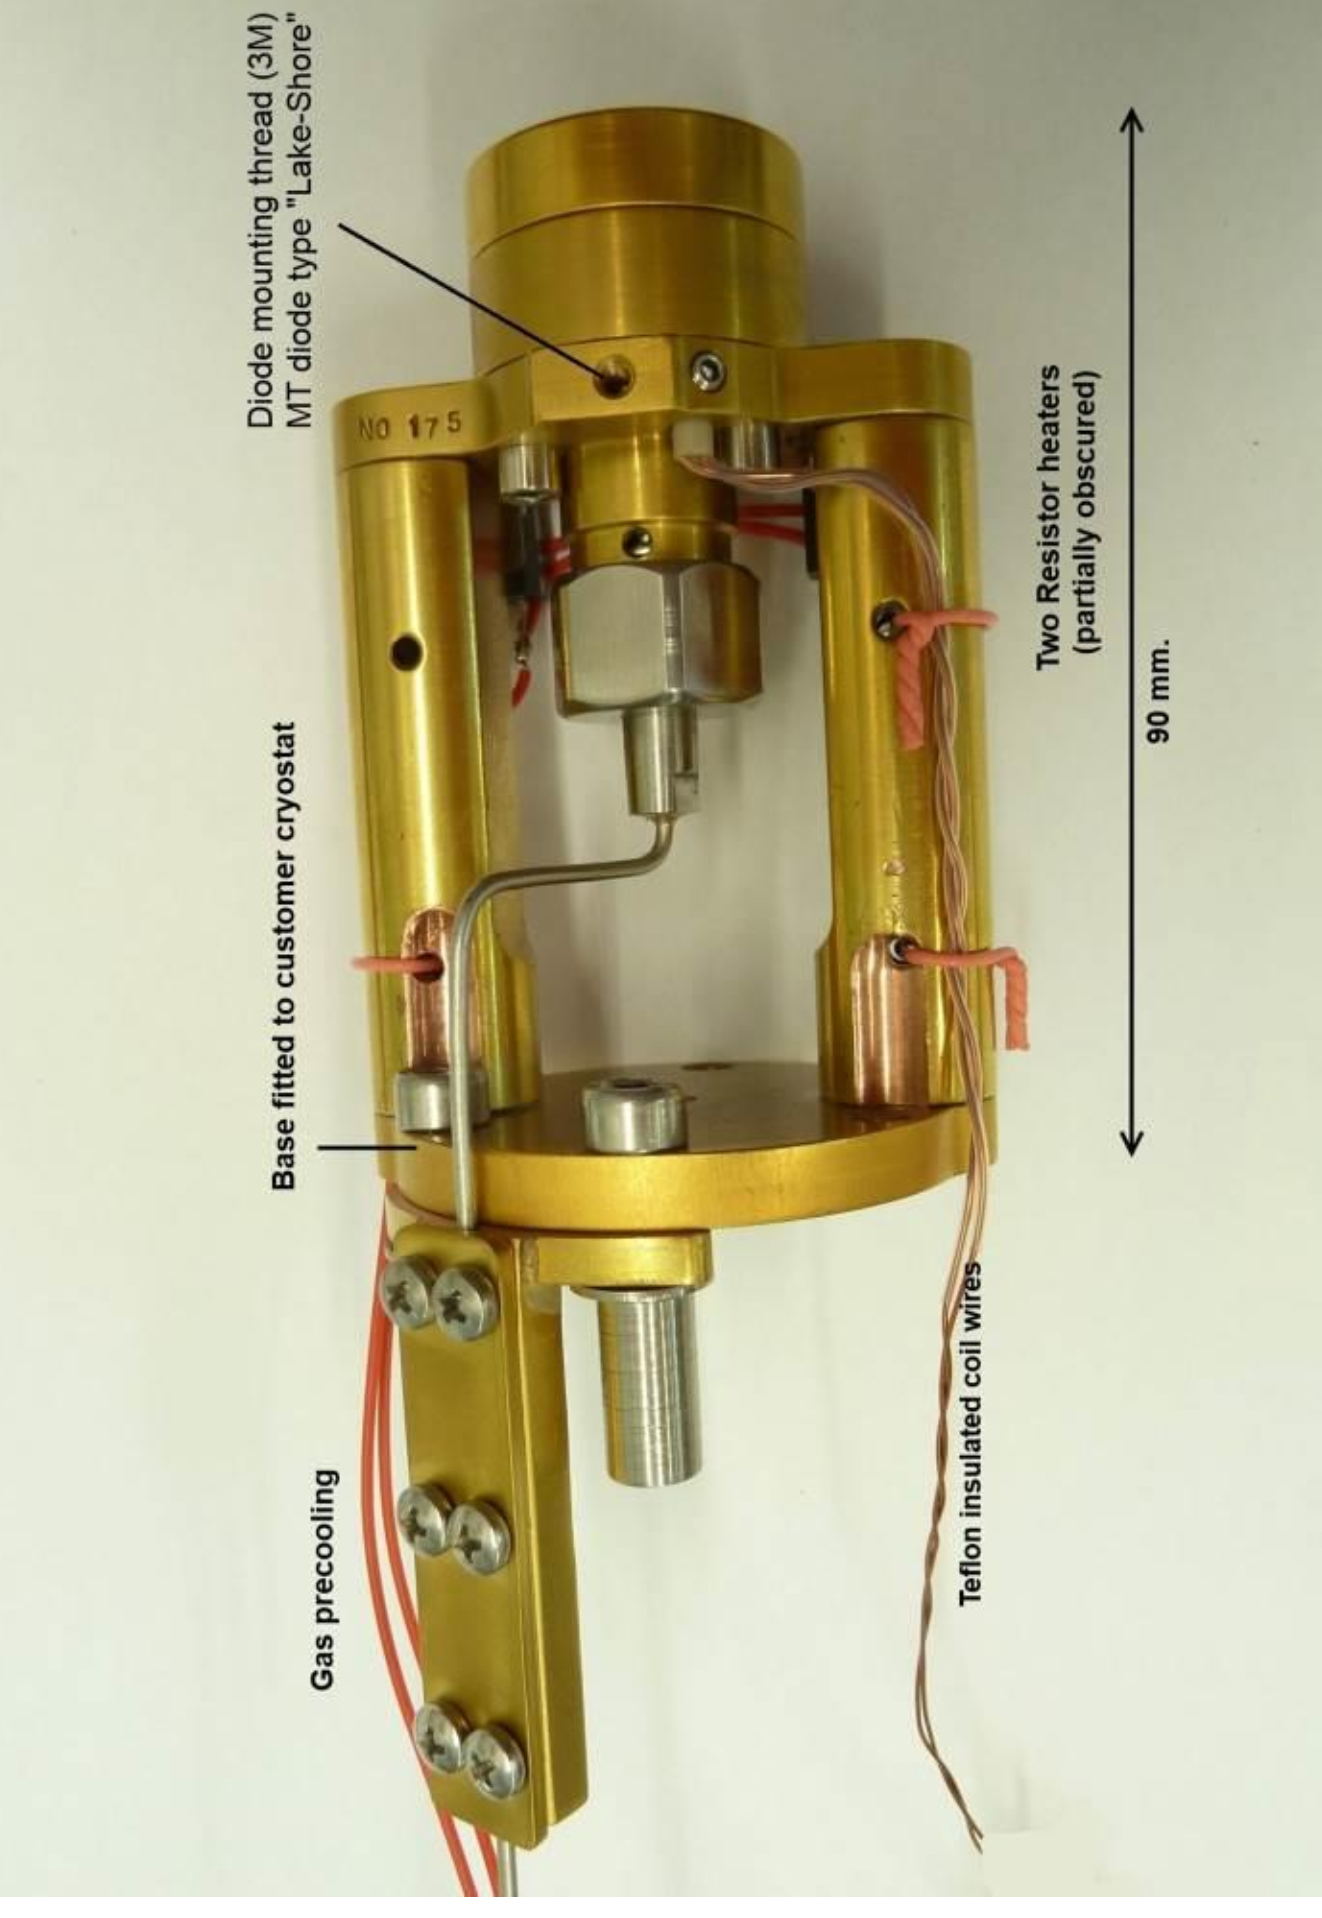 Diode mounting thread (3M)
MT diode type "Lake-Shore"
NO 175
Base fitted to customer cryostat
Two Resistor heaters
(partially obscured)
90 mm.
Gas precooling
Teflon insulated coil wires